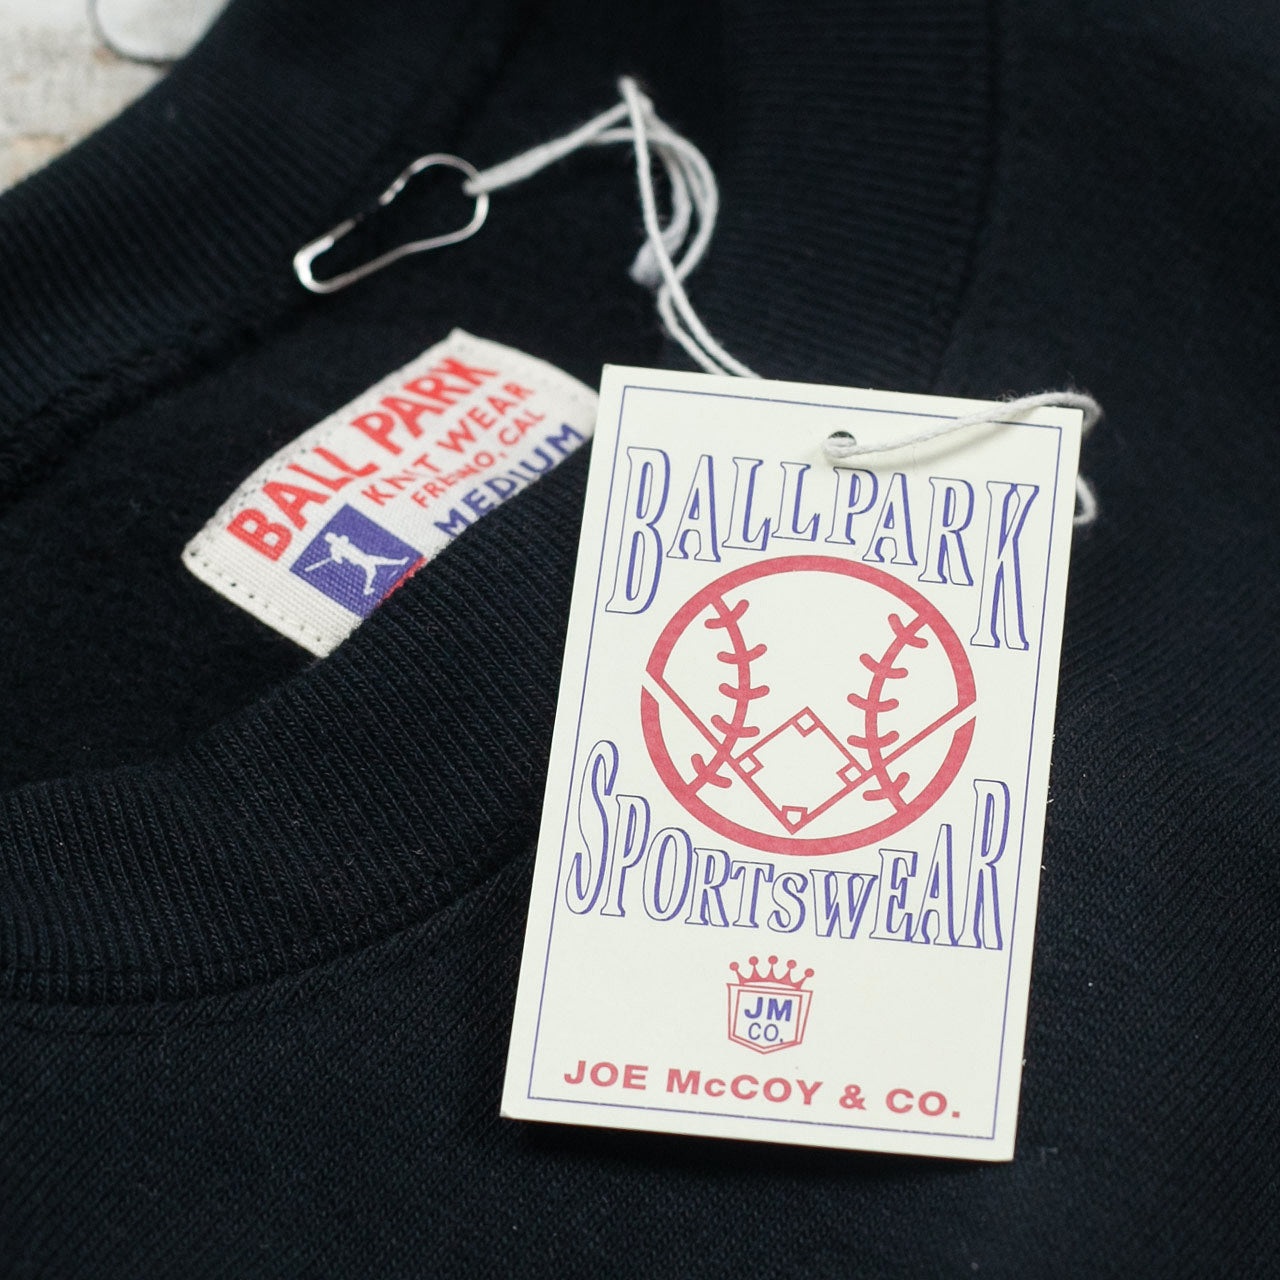 BALL PARK
KNIT WEAR
FRESNO, CAL
MEDIUM
BALLPARK
SPORTSWEAR
JM
CO.
JOE McCOY & CO.